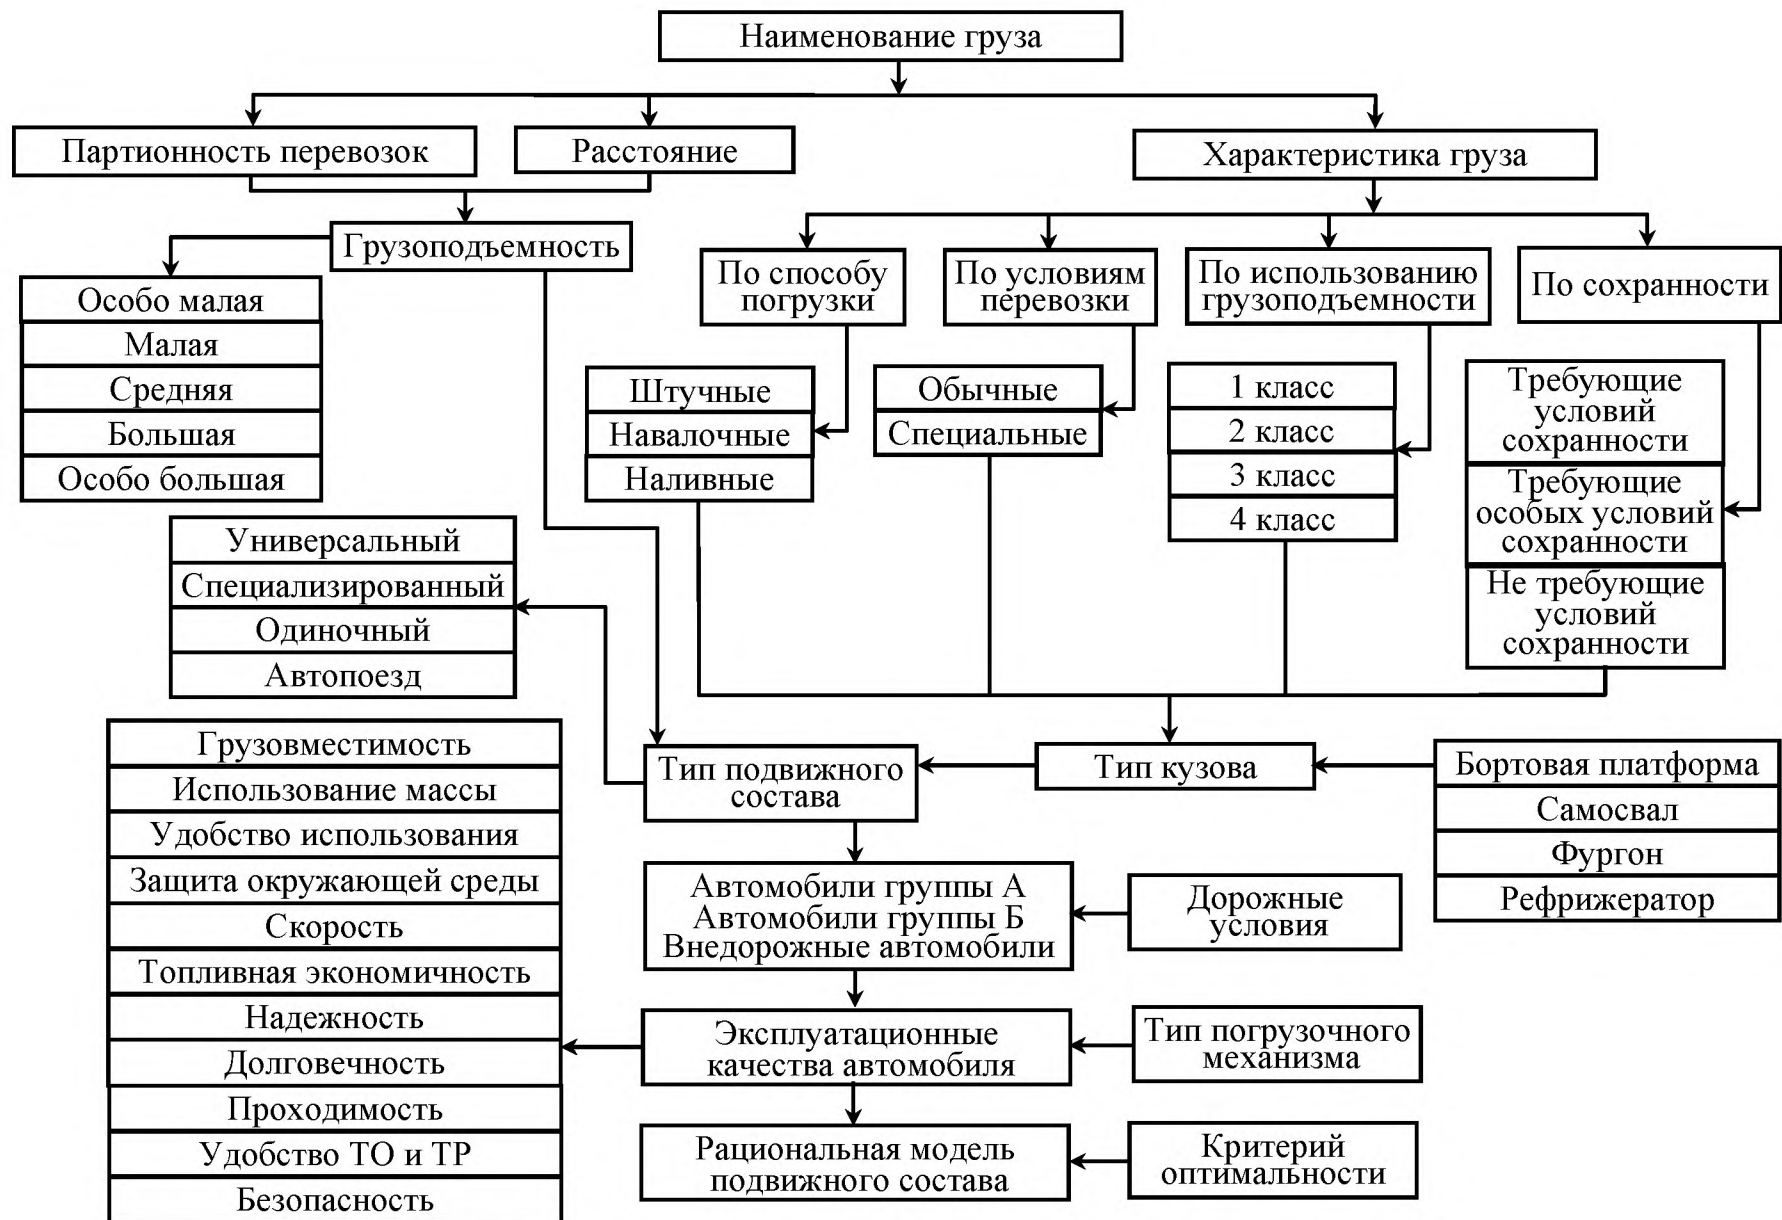 Наименование груза
Партионность перевозок
Расстояние
Характеристика груза
Грузоподъемность
По способу
погрузки
По условиям
перевозки
По использованию
грузоподъемности
По сохранности
Особо малая
Малая
Средняя
Большая
Особо большая
Штучные
Навалочные
Наливные
Обычные
Специальные
1 класс
2 класс
3 класс
4 класс
Требующие
условий
сохранности
Требующие
особых условий
сохранности
Не требующие
условий
сохранности
Универсальный
Специализированный
Одиночный
Автопоезд
Грузовместимость
Использование массы
Удобство использования
Защита окружающей среды
Скорость
Топливная экономичность
Надежность
Долговечность
Проходимость
Удобство ТО и ТР
Безопасность
Тип подвижного
состава
Тип кузова
Бортовая платформа
Самосвал
Фургон
Рефрижератор
Автомобили группы А
Автомобили группы Б
Внедорожные автомобили
Дорожные
условия
Эксплуатационные
качества автомобиля
Тип погрузочного
механизма
Рациональная модель
подвижного состава
Критерий
оптимальности